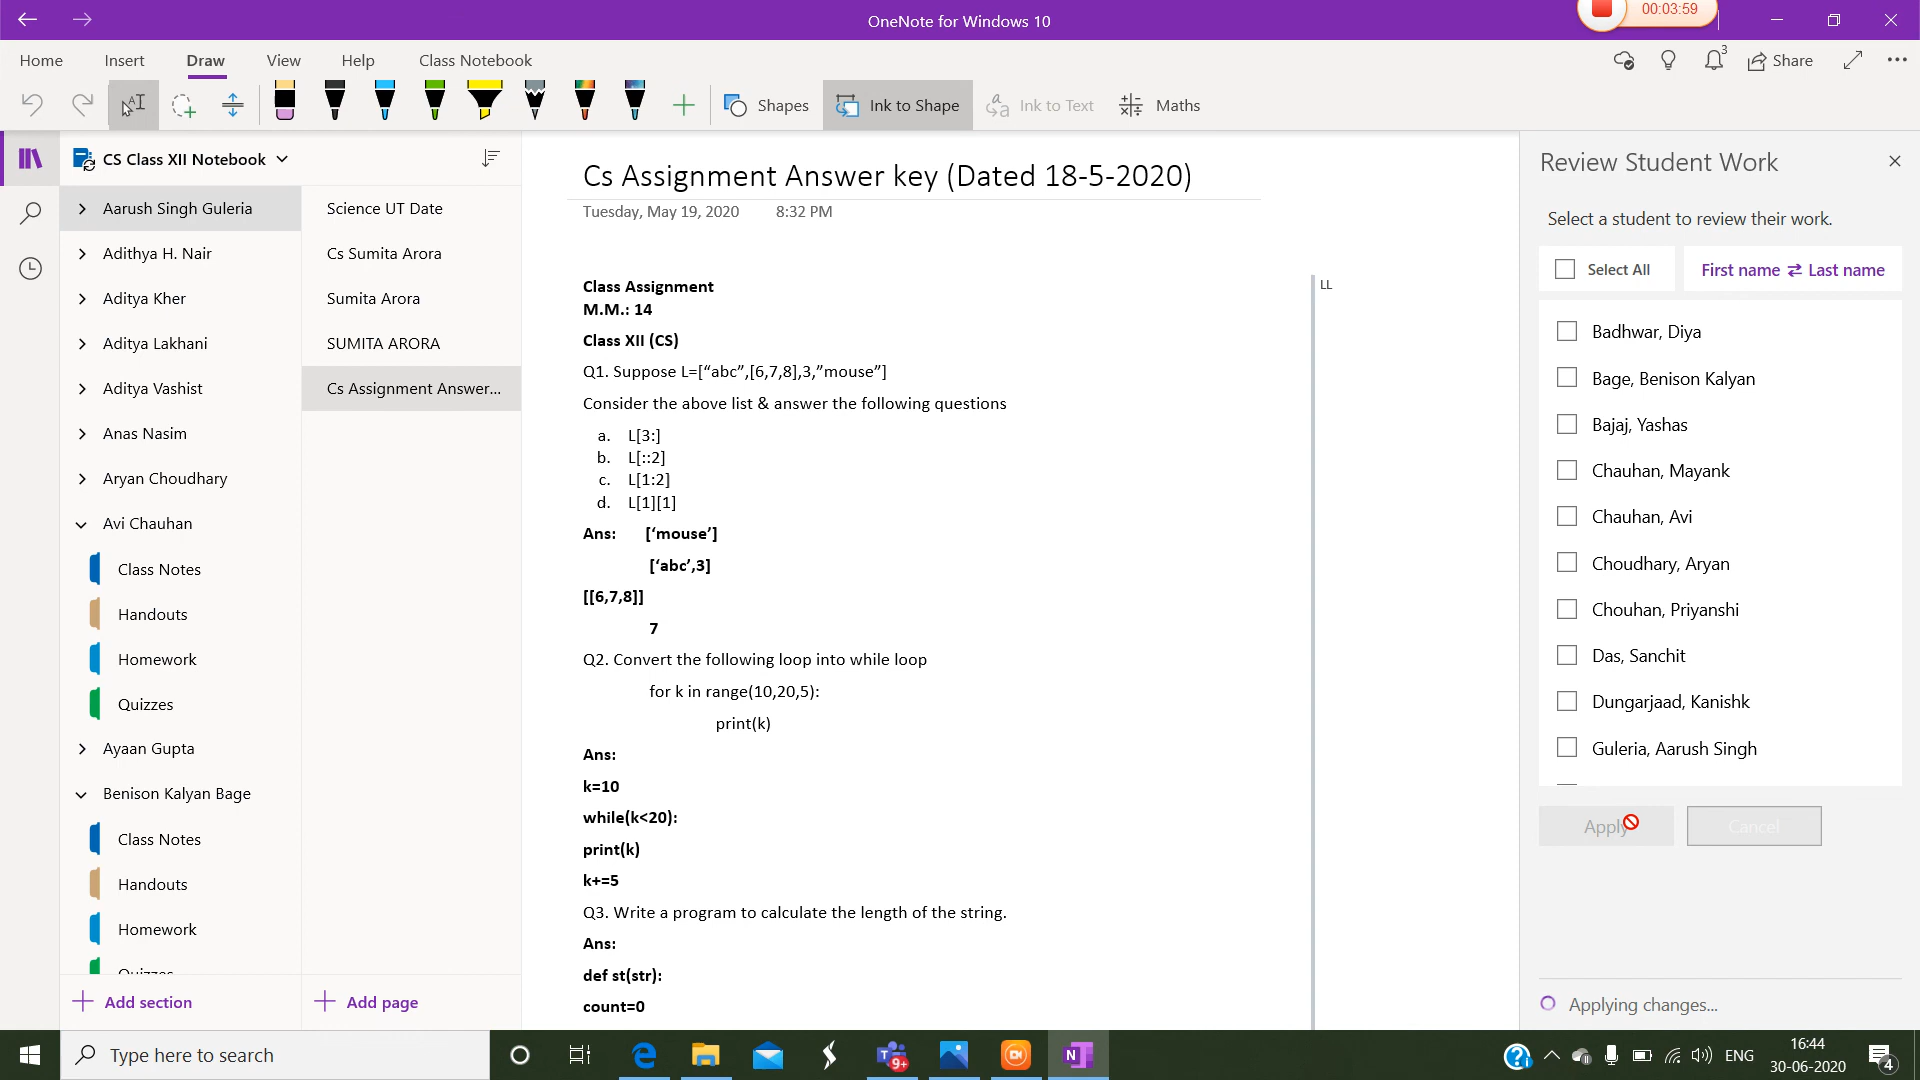 OneNote for Windows 10
00:03:59
Home
Insert
Draw
View
Help
Class Notebook
3
Share
Shapes
Ink to Shape
Ink to Text
Maths
CS Class XII Notebook
Aarush Singh Guleria
Adithya H. Nair
Aditya Kher
Aditya Lakhani
Aditya Vashist
Anas Nasim
Aryan Choudhary
Avi Chauhan
Class Notes
Handouts
Homework
Quizzes
Ayaan Gupta
Benison Kalyan Bage
Class Notes
Handouts
Homework
Quizzes
Add section
Science UT Date
Cs Sumita Arora
Sumita Arora
SUMITA ARORA
Cs Assignment Answer...
Add page
Cs Assignment Answer key (Dated 18-5-2020)
Tuesday, May 19, 2020 8:32 PM
Class Assignment
M.M.: 14
Class XII (CS)
Q1. Suppose L=[“abc”,[6,7,8],3,”mouse”]
Consider the above list & answer the following questions
a. L[3:]
b. L[::2]
c. L[1:2]
d. L[1][1]
Ans: [‘mouse’]
[‘abc’,3]
[[6,7,8]]
7
Q2. Convert the following loop into while loop
for k in range(10,20,5):
print(k)
Ans:
k=10
while(k<20):
print(k)
k+=5
Q3. Write a program to calculate the length of the string.
Ans:
def st(str):
count=0
LL
Review Student Work
Select a student to review their work.
Select All
First name ⇄ Last name
Badhwar, Diya
Bage, Benison Kalyan
Bajaj, Yashas
Chauhan, Mayank
Chauhan, Avi
Choudhary, Aryan
Chouhan, Priyanshi
Das, Sanchit
Dungarjaad, Kanishk
Guleria, Aarush Singh
Apply
Cancel
Applying changes...
Type here to search
9+
ENG
16:44
30-06-2020
4